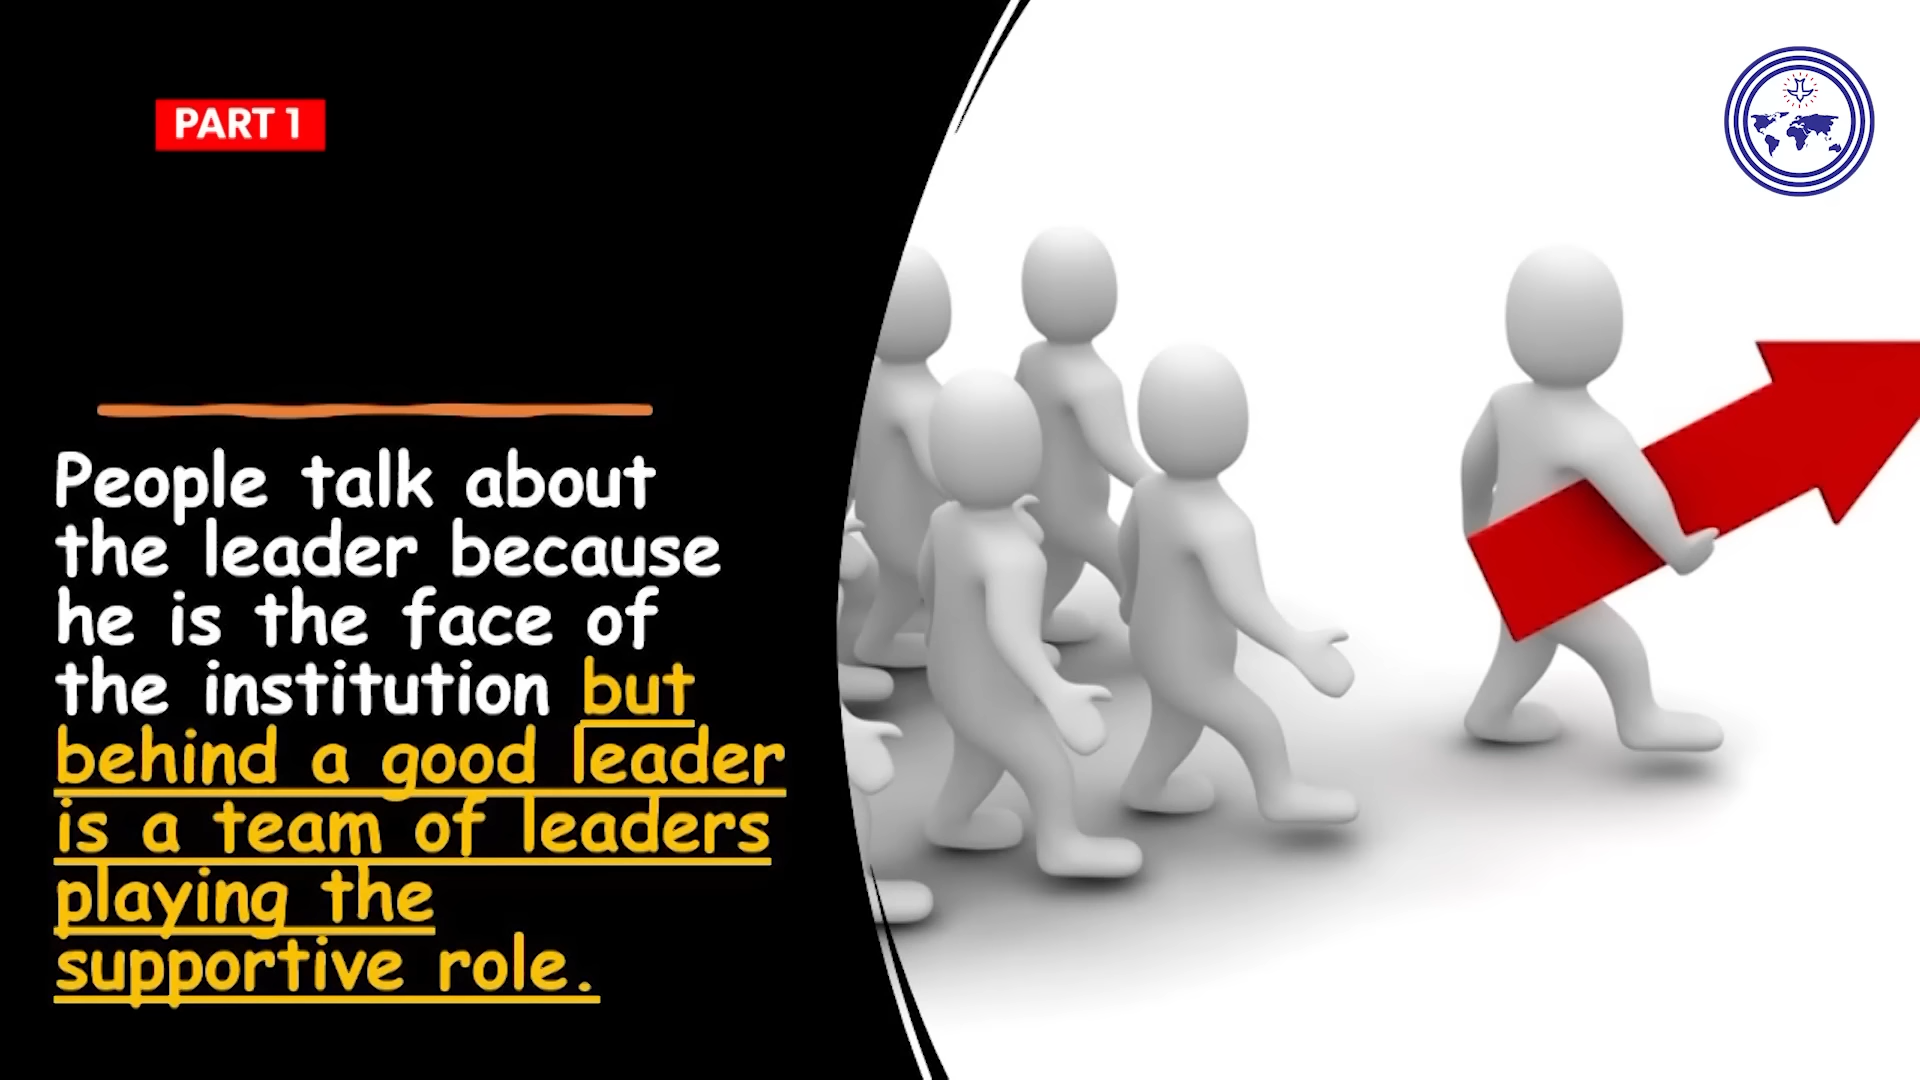 PART 1
People talk about
the leader because
he is the face of
the institution but
behind a good leader
is a team of leaders
playing the
supportive role.